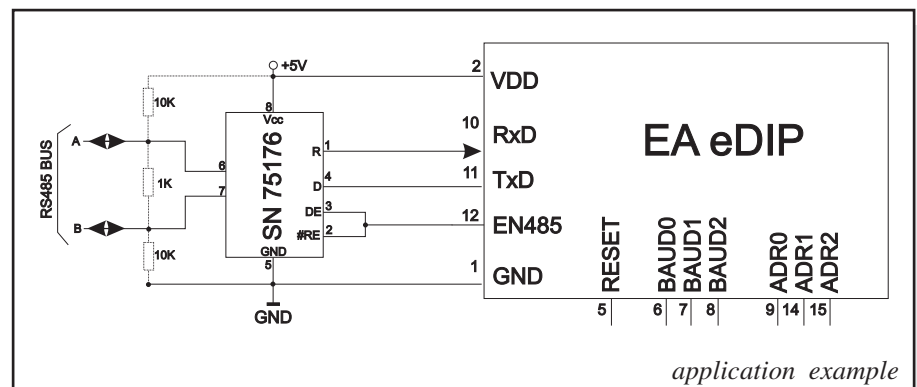 +5V
2
VDD
10K
8
Vcc
10
RxD
EA eDIP
A
R
1
6
RS485 BUS
1K
SN 75176
11
TxD
D
4
7
DE
3
12
EN485
B
#RE
2
10K
GND
5
1
GND
GND
RESET
BAUD0
BAUD1
BAUD2
ADR0
ADR1
ADR2
5
6
7
8
9
14
15
application example